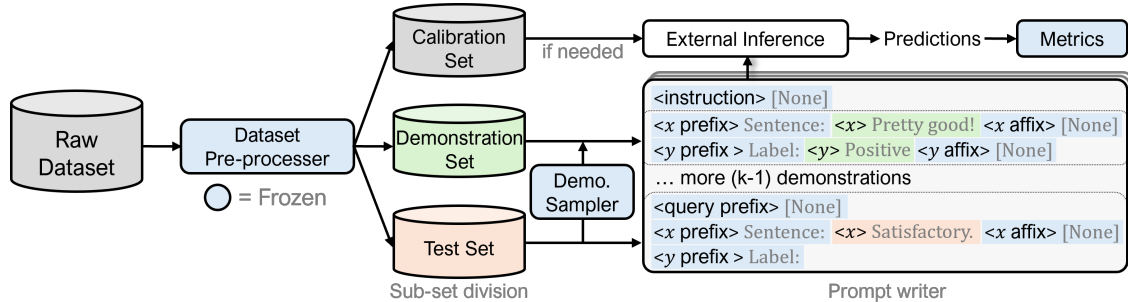 Raw
Dataset
Dataset
Pre-processer
= Frozen
Calibration
Set
Demonstration
Set
Test Set
Sub-set division
if needed
Demo.
Sampler
External Inference
Predictions
Metrics
<instruction> [None]
<x prefix> Sentence: <x> Pretty good! <x affix> [None]
<y prefix > Label: <y> Positive <y affix> [None]
... more (k-1) demonstrations
<query prefix> [None]
<x prefix> Sentence: <x> Satisfactory. <x affix> [None]
<y prefix > Label:
Prompt writer